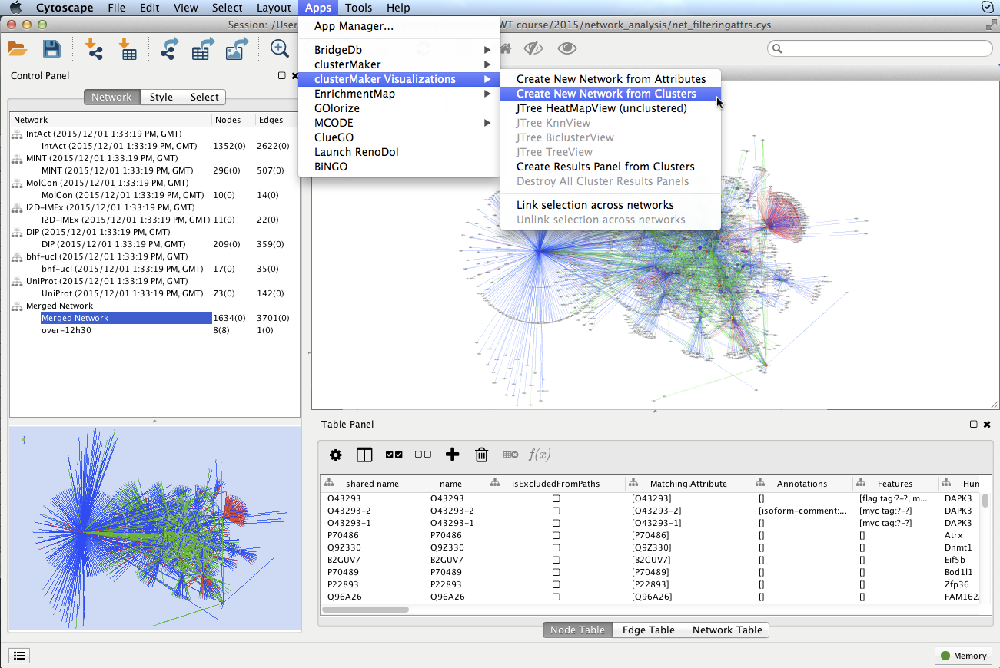 Cytoscape File Edit View Select Layout Apps Tools Help
Session: /User
WT course/2015/network_analysis/net_filteringattrs.cys
App Manager...
BridgeDb
clusterMaker
clusterMaker Visualizations
EnrichmentMap
GOlorize
MCODE
ClueGO
Launch RenoDoI
BiNGO
Create New Network from Attributes
Create New Network from Clusters
JTree HeatMapView (unclustered)
JTree KnnView
JTree BiclusterView
JTree TreeView
Create Results Panel from Clusters
Destroy All Cluster Results Panels
Link selection across networks
Unlink selection across networks
Control Panel
Network Style Select
Network Nodes Edges
IntAct (2015/12/01 1:33:19 PM, GMT)
IntAct (2015/12/01 1:33:19 PM, GMT) 1352(0) 2622(0)
MINT (2015/12/01 1:33:19 PM, GMT)
MINT (2015/12/01 1:33:19 PM, GMT) 296(0) 507(0)
MolCon (2015/12/01 1:33:19 PM, GMT)
MolCon (2015/12/01 1:33:19 PM, GMT) 10(0) 14(0)
I2D-IMEx (2015/12/01 1:33:19 PM, GMT)
I2D-IMEx (2015/12/01 1:33:19 PM, GMT) 11(0) 22(0)
DIP (2015/12/01 1:33:19 PM, GMT)
DIP (2015/12/01 1:33:19 PM, GMT) 209(0) 359(0)
bhf-ucl (2015/12/01 1:33:19 PM, GMT)
bhf-ucl (2015/12/01 1:33:19 PM, GMT) 17(0) 35(0)
UniProt (2015/12/01 1:33:19 PM, GMT)
UniProt (2015/12/01 1:33:19 PM, GMT) 73(0) 142(0)
Merged Network
Merged Network 1634(0) 3701(0)
over-12h30 8(8) 1(0)
Table Panel
f(x)
shared name name isExcludedFromPaths Matching.Attribute Annotations Features Hun
O43293 O43293 [O43293] [] [flag tag:?-?, m... DAPK3
O43293-2 O43293-2 [O43293-2] [isoform-comment:... [myc tag:?-?] DAPK3
O43293-1 O43293-1 [O43293-1] [] [myc tag:?-?] DAPK3
P70486 P70486 [P70486] [] [] Atrx
Q9Z330 Q9Z330 [Q9Z330] [] [] Dnmt1
B2GUV7 B2GUV7 [B2GUV7] [] [] Eif5b
P70489 P70489 [P70489] [] [] Bod1l1
P22893 P22893 [P22893] [] [] Zfp36
Q96A26 Q96A26 [Q96A26] [] [] FAM162
Node Table Edge Table Network Table
Memory